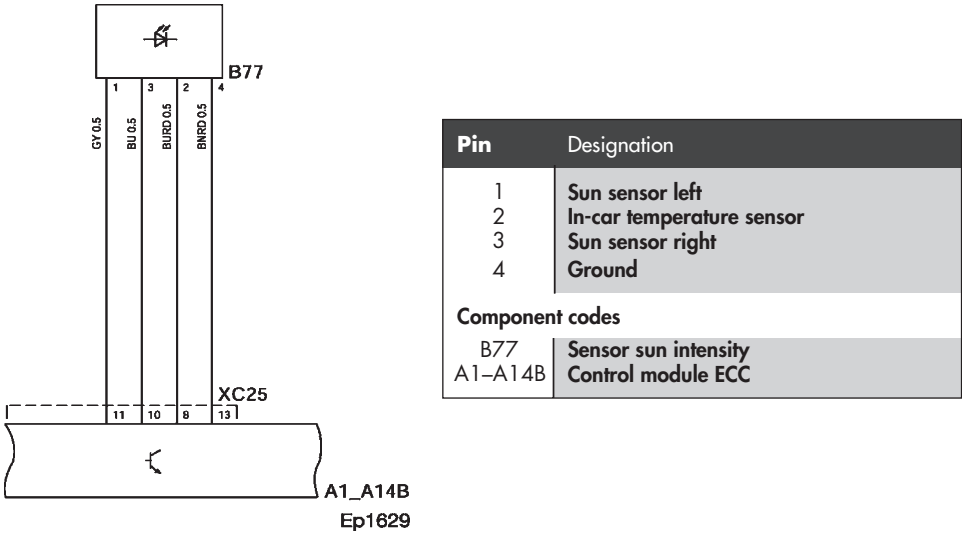 B77
1 3 2 4
GY 0.5
BU 0.5
BURD 0.5
BNRD 0.5
XC25
11 10 8 13
A1_A14B
Ep1629
Pin Designation
1 Sun sensor left
2 In-car temperature sensor
3 Sun sensor right
4 Ground
Component codes
B77 Sensor sun intensity
A1–A14B Control module ECC